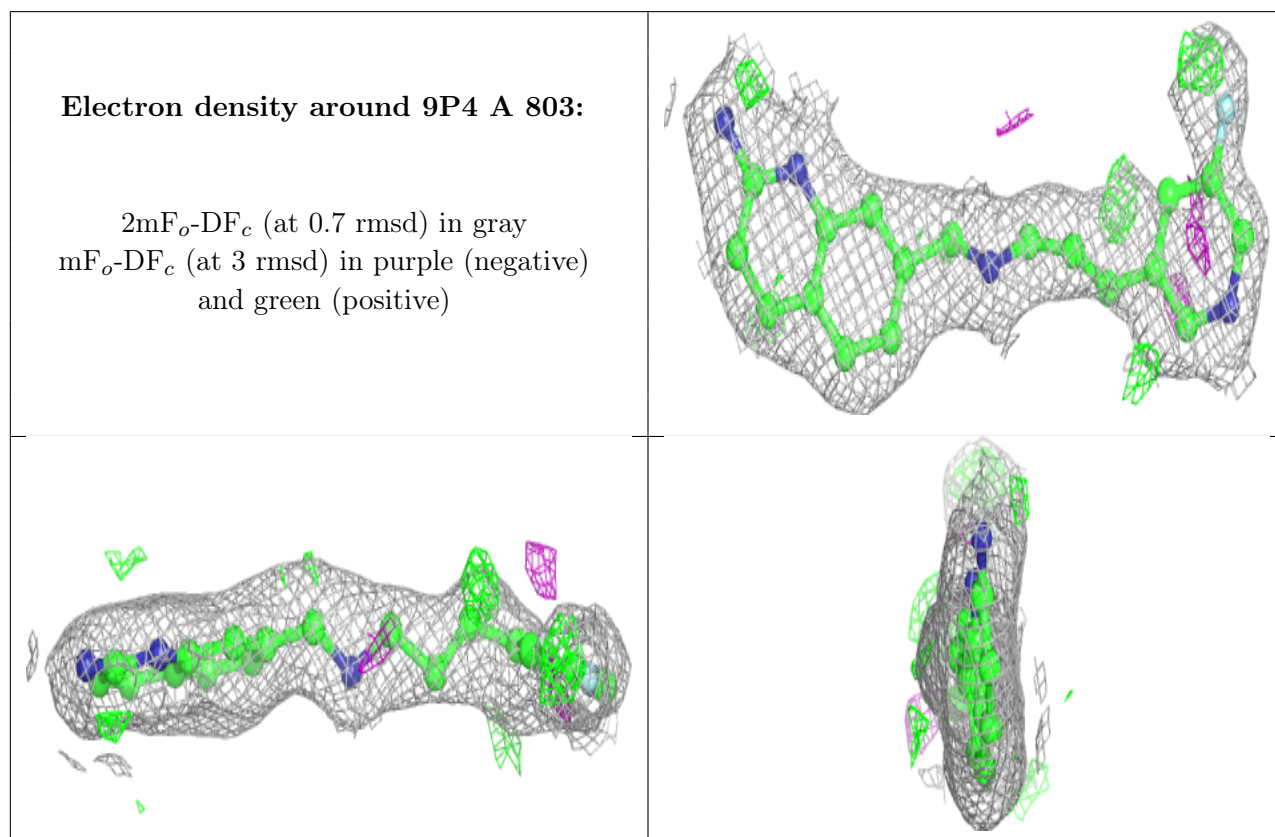 Electron density around 9P4 A 803:
2mFo-DFc (at 0.7 rmsd) in gray
mFo-DFc (at 3 rmsd) in purple (negative)
and green (positive)